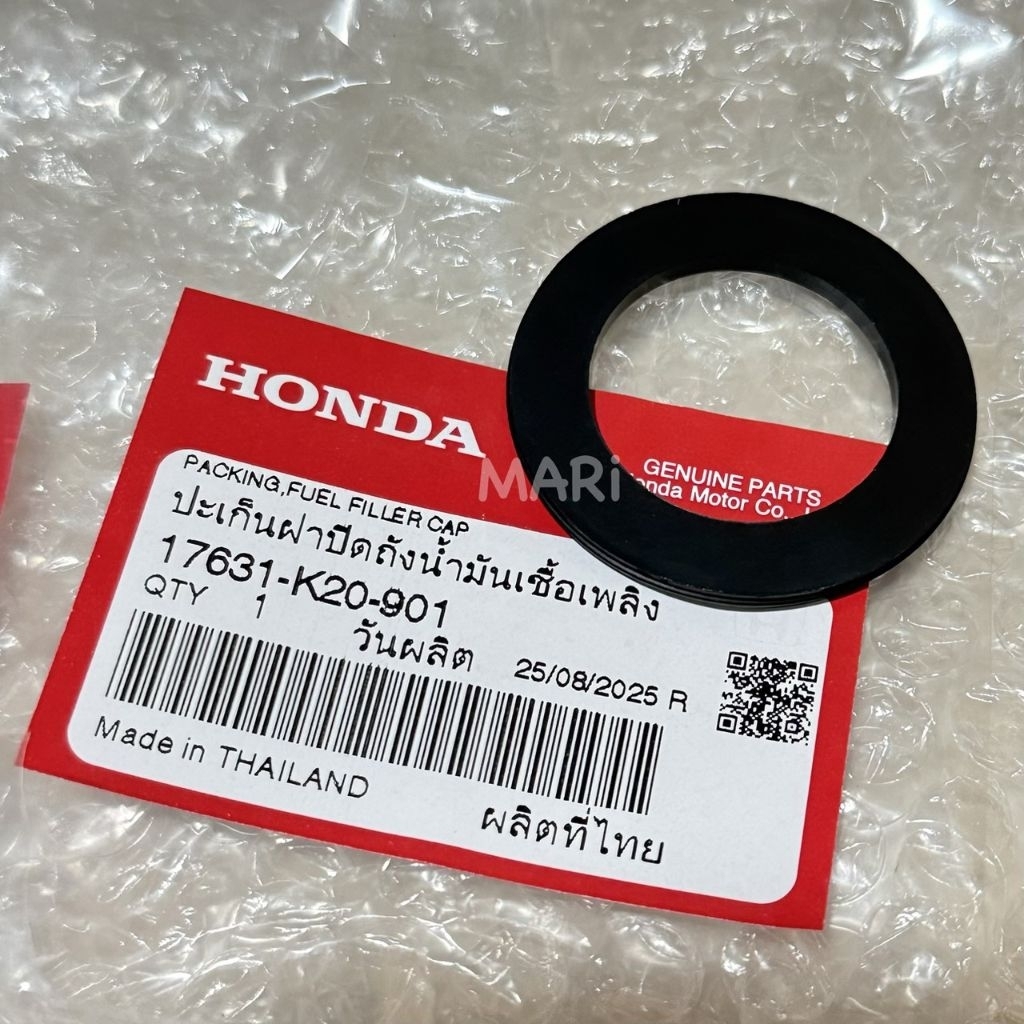 HONDA
MARi
GENUINE PARTS
Motor Co.,
PACKING,FUEL FILLER CAP
ปะเก็นฝาปิดถังน้ำมันเชื้อเพลิง
17631-K20-901
QTY 1
วันผลิต 25/08/2025 R
Made in THAILAND
ผลิตที่ไทย